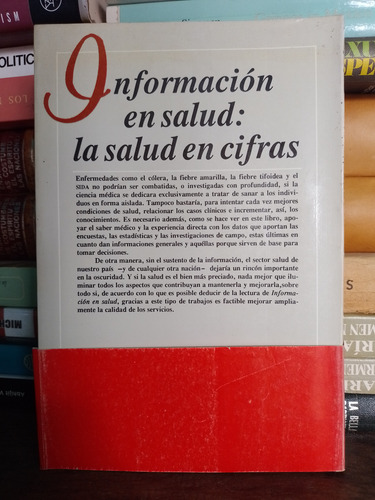 Información
en salud:
la salud en cifras
Enfermedades como el cólera, la fiebre amarilla, la fiebre tifoidea y el
SIDA no podrían ser combatidas, o investigadas con profundidad, si la
ciencia médica se dedicara exclusivamente a tratar de sanar a los indivi-
duos en forma aislada. Tampoco bastaría, para intentar cada vez mejores
condiciones de salud, relacionar los casos clínicos e incrementar, así, los
conocimientos. Es necesario además, como se hace ver en este libro, apo-
yar el saber médico y la experiencia directa con los datos que aportan las
encuestas, las estadísticas y las investigaciones de campo, estas últimas en
cuanto dan informaciones generales y aquéllas porque sirven de base para
tomar decisiones.
De otra manera, sin el sustento de la información, el sector salud de
nuestro país —y de cualquier otra nación— dejaría un rincón importante
en la oscuridad. Y si la salud es el bien más preciado, nada mejor que ilu-
minar todos los aspectos que contribuyan a mantenerla y mejorarla, sobre
todo si, de acuerdo con lo que es posible deducir de la lectura de Informa-
ción en salud, gracias a este tipo de trabajos es factible mejorar amplia-
mente la calidad de los servicios.